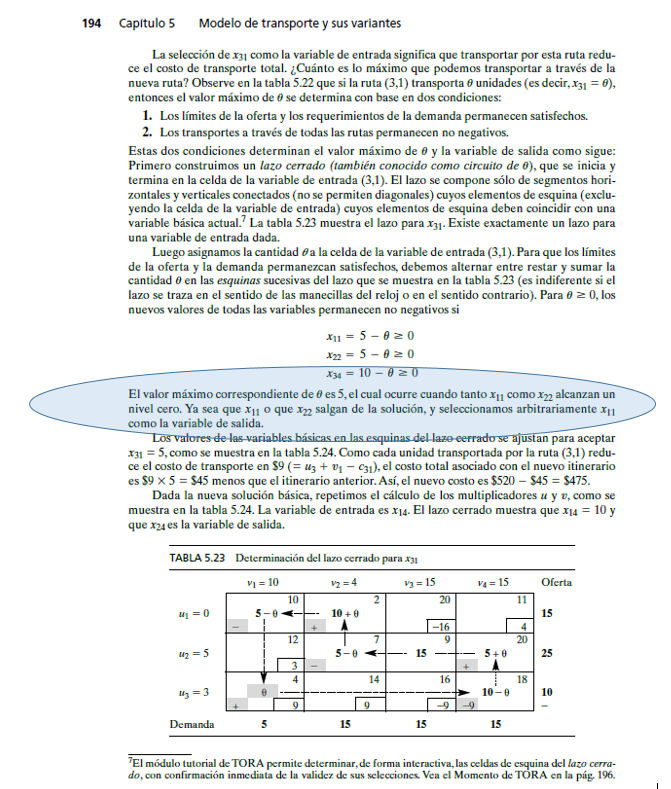 194 Capítulo 5 Modelo de transporte y sus variantes
La selección de x31 como la variable de entrada significa que transportar por esta ruta redu-
ce el costo de transporte total. ¿Cuánto es lo máximo que podemos transportar a través de la
nueva ruta? Observe en la tabla 5.22 que si la ruta (3,1) transporta θ unidades (es decir, x31 = θ),
entonces el valor máximo de θ se determina con base en dos condiciones:
1. Los límites de la oferta y los requerimientos de la demanda permanecen satisfechos.
2. Los transportes a través de todas las rutas permanecen no negativos.
Estas dos condiciones determinan el valor máximo de θ y la variable de salida como sigue:
Primero construimos un lazo cerrado (también conocido como circuito de θ), que se inicia y
termina en la celda de la variable de entrada (3,1). El lazo se compone sólo de segmentos hori-
zontales y verticales conectados (no se permiten diagonales) cuyos elementos de esquina (exclu-
yendo la celda de la variable de entrada) cuyos elementos de esquina deben coincidir con una
variable básica actual.7 La tabla 5.23 muestra el lazo para x31. Existe exactamente un lazo para
una variable de entrada dada.
Luego asignamos la cantidad θ a la celda de la variable de entrada (3,1). Para que los límites
de la oferta y la demanda permanezcan satisfechos, debemos alternar entre restar y sumar la
cantidad θ en las esquinas sucesivas del lazo que se muestra en la tabla 5.23 (es indiferente si el
lazo se traza en el sentido de las manecillas del reloj o en el sentido contrario). Para θ ≥ 0, los
nuevos valores de todas las variables permanecen no negativos si
x11 = 5 − θ ≥ 0
x22 = 5 − θ ≥ 0
x34 = 10 − θ ≥ 0
El valor máximo correspondiente de θ es 5, el cual ocurre cuando tanto x11 como x22 alcanzan un
nivel cero. Ya sea que x11 o que x22 salgan de la solución, y seleccionamos arbitrariamente x11
como la variable de salida.
Los valores de las variables básicas en las esquinas del lazo cerrado se ajustan para aceptar
x31 = 5, como se muestra en la tabla 5.24. Como cada unidad transportada por la ruta (3,1) redu-
ce el costo de transporte en $9 (= u3 + v1 − c31), el costo total asociado con el nuevo itinerario
es $9 × 5 = $45 menos que el itinerario anterior. Así, el nuevo costo es $520 − $45 = $475.
Dada la nueva solución básica, repetimos el cálculo de los multiplicadores u y v, como se
muestra en la tabla 5.24. La variable de entrada es x14. El lazo cerrado muestra que x14 = 10 y
que x24 es la variable de salida.
TABLA 5.23 Determinación del lazo cerrado para x31
v1 = 10 v2 = 4 v3 = 15 v4 = 15 Oferta
10 2 20 11
u1 = 0 5 − θ 10 + θ 15
− + −16 4
12 7 9 20
u2 = 5 5 − θ 15 5 + θ 25
3 − +
4 14 16 18
u3 = 3 θ 10 − θ 10
+ 9 9 −9 −9 −
Demanda 5 15 15 15
7El módulo tutorial de TORA permite determinar, de forma interactiva, las celdas de esquina del lazo cerra-
do, con confirmación inmediata de la validez de sus selecciones. Vea el Momento de TORA en la pág. 196.